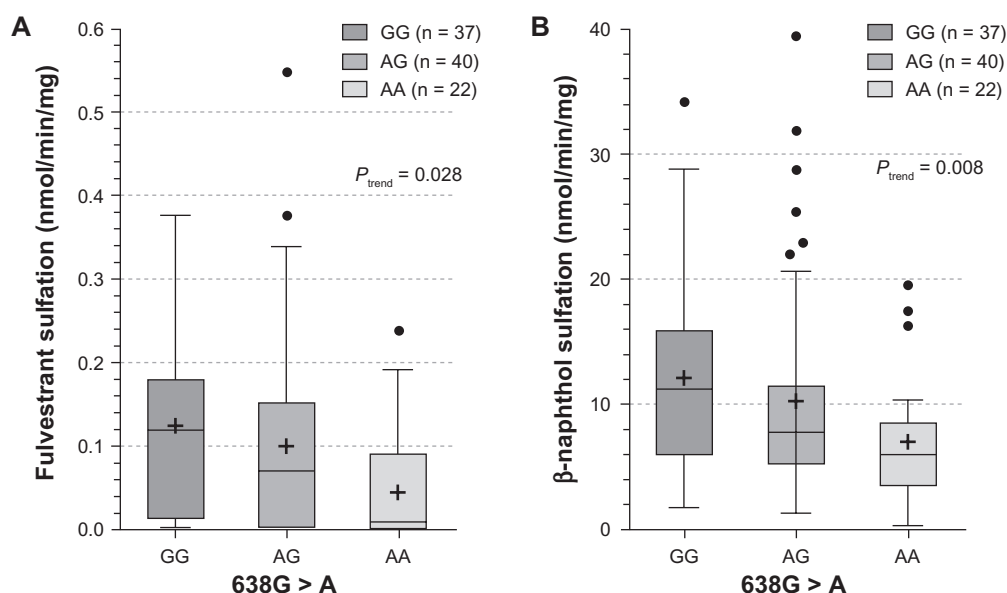 A
Fulvestrant sulfation (nmol/min/mg)
0.6
0.5
0.4
0.3
0.2
0.1
0.0
GG (n = 37)
AG (n = 40)
AA (n = 22)
Ptrend = 0.028
GG
AG
AA
638G > A
B
β-naphthol sulfation (nmol/min/mg)
40
30
20
10
0
GG (n = 37)
AG (n = 40)
AA (n = 22)
Ptrend = 0.008
GG
AG
AA
638G > A